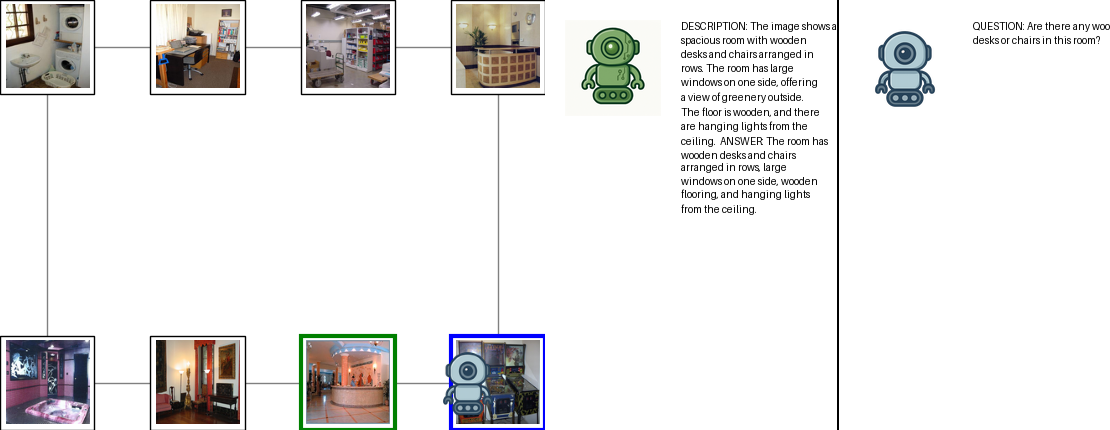 DESCRIPTION: The image shows a
spacious room with wooden
desks and chairs arranged in
rows. The room has large
windows on one side, offering
a view of greenery outside.
The floor is wooden, and there
are hanging lights from the
ceiling. ANSWER: The room has
wooden desks and chairs
arranged in rows, large
windows on one side, wooden
flooring, and hanging lights
from the ceiling.
QUESTION: Are there any woo
desks or chairs in this room?